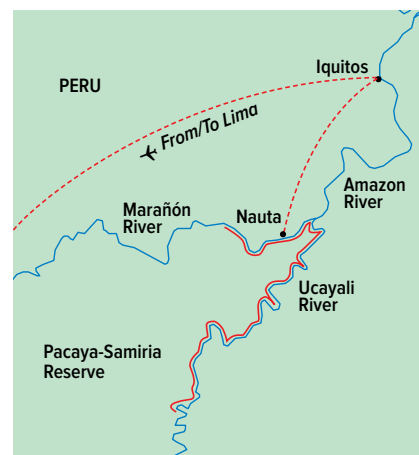 Iquitos
PERU
From/To Lima
Amazon
River
Marañón
River
Nauta
Ucayali
River
Pacaya-Samiria
Reserve